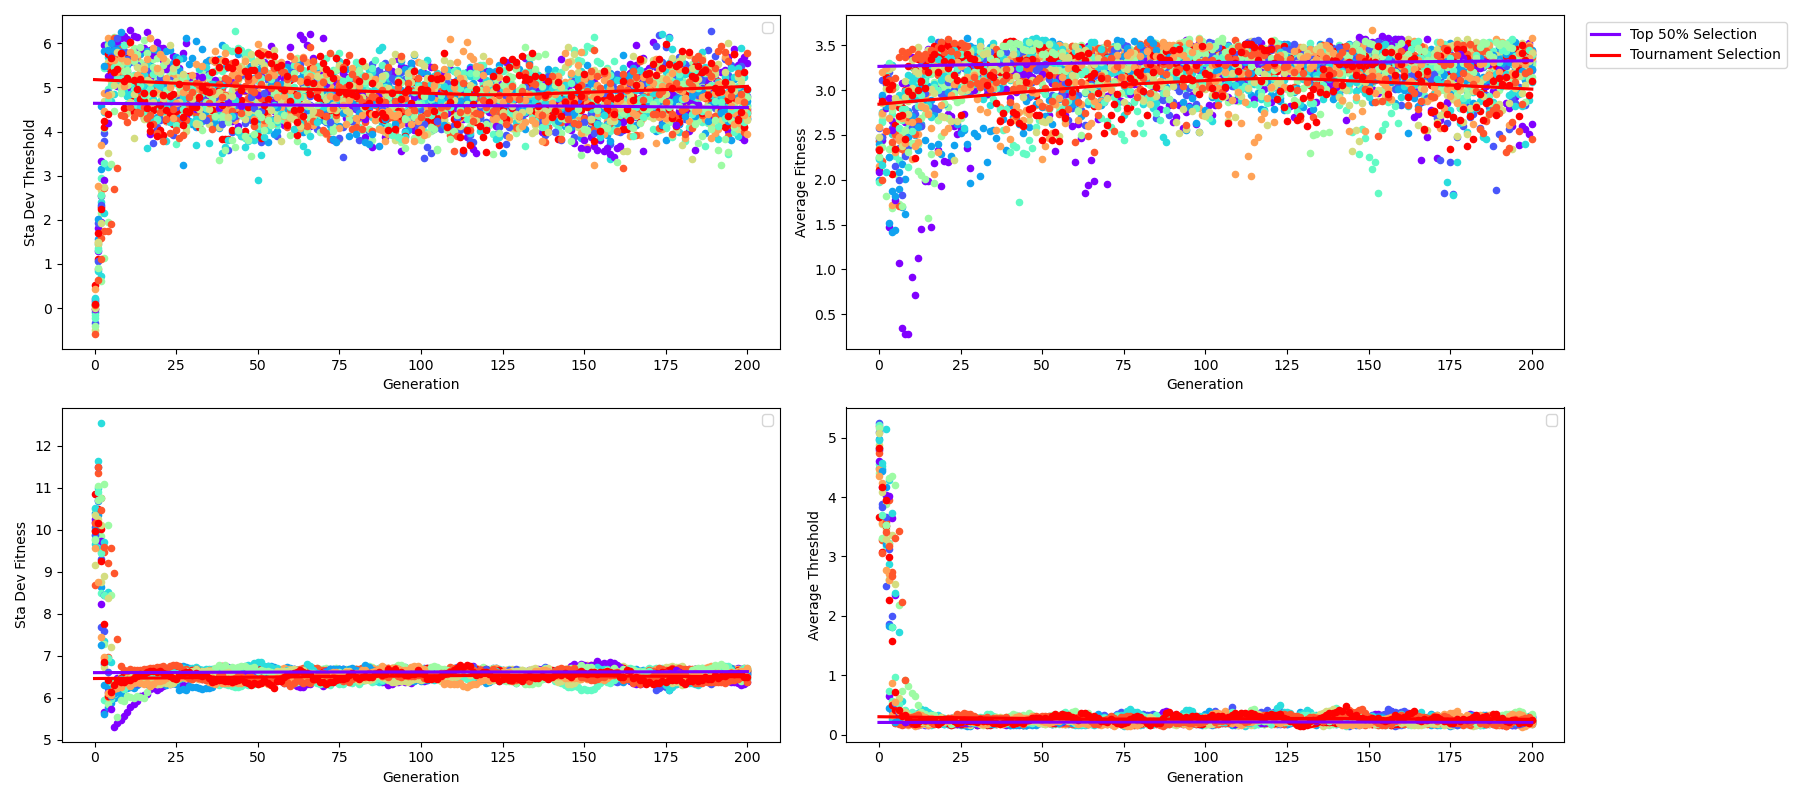 6
5
4
3
2
1
0
Sta Dev Threshold
0 25 50 75 100 125 150 175 200
Generation
3.5
3.0
2.5
2.0
1.5
1.0
0.5
Average Fitness
0 25 50 75 100 125 150 175 200
Generation
Top 50% Selection
Tournament Selection
12
11
10
9
8
7
6
5
Sta Dev Fitness
0 25 50 75 100 125 150 175 200
Generation
5
4
3
2
1
0
Average Threshold
0 25 50 75 100 125 150 175 200
Generation